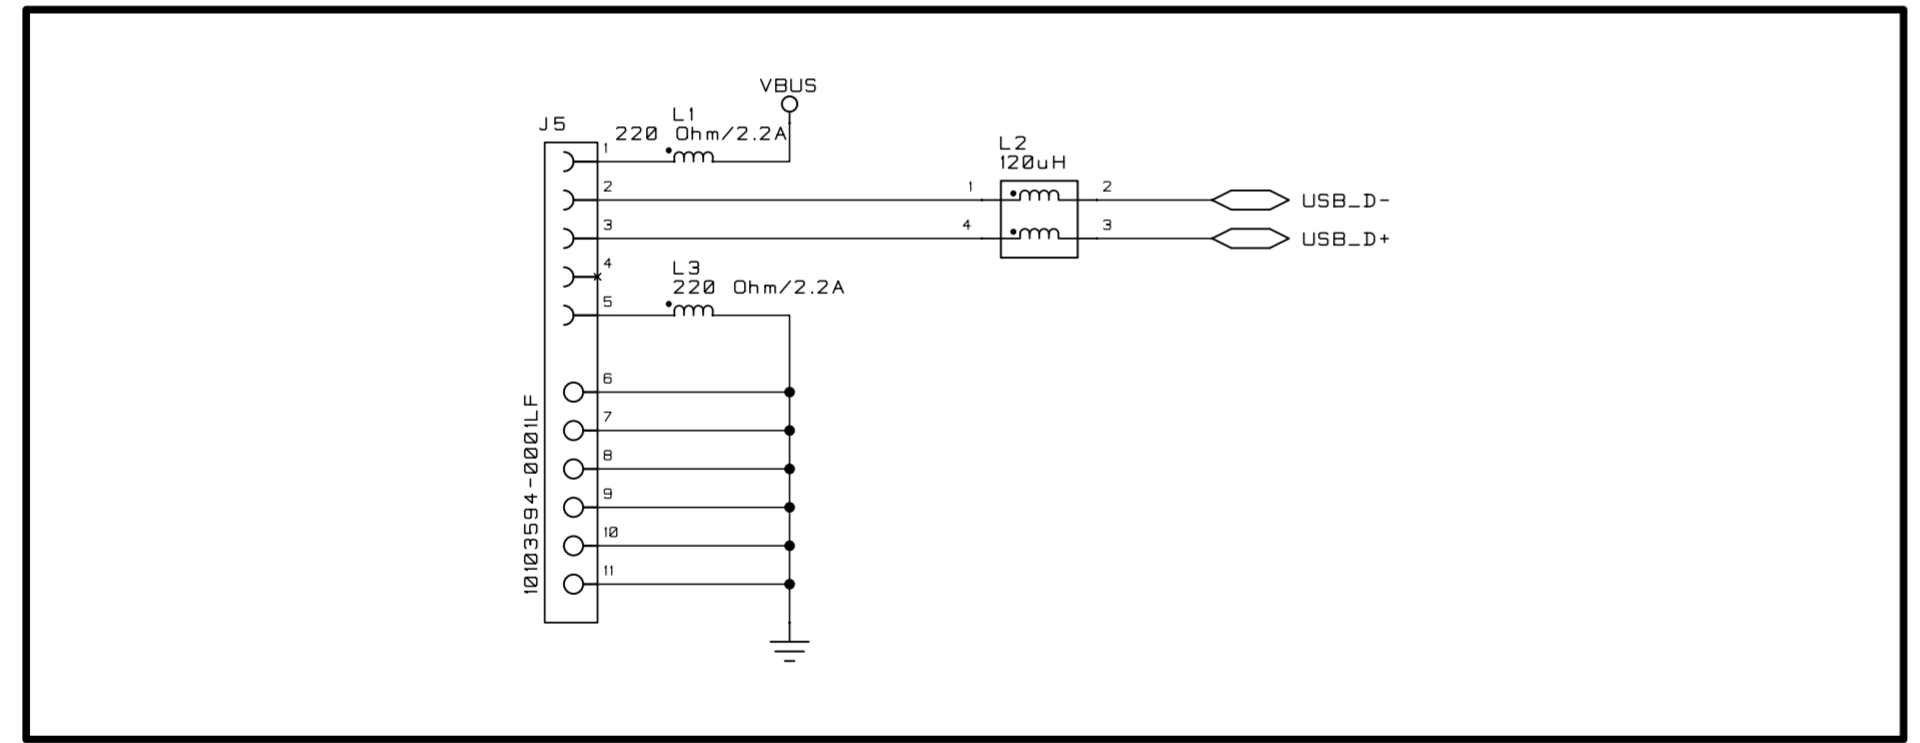 VBUS
L1
J5
220 Ohm/2.2A
1
L2
120uH
2
1
2
USB_D-
3
4
3
USB_D+
4
L3
220 Ohm/2.2A
5
6
7
8
9
10
11
10103594-0001LF